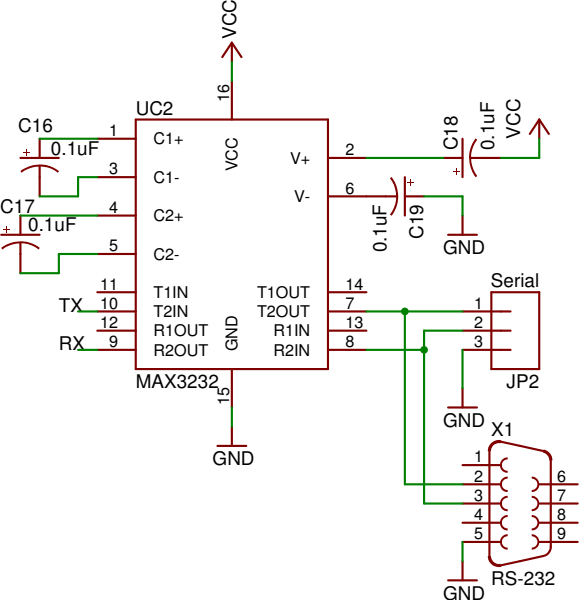 VCC
16
UC2
C16
0.1uF
1
C1+
VCC
C18
0.1uF
VCC
V+
2
3
C1-
C17
0.1uF
4
C2+
V-
6
0.1uF
C19
GND
5
C2-
11
T1IN
T1OUT
14
Serial
TX
10
T2IN
T2OUT
7
1
12
R1OUT
GND
R1IN
13
2
RX
9
R2OUT
R2IN
8
3
MAX3232
15
JP2
GND
GND
X1
1
2
6
3
7
4
8
5
9
RS-232
GND